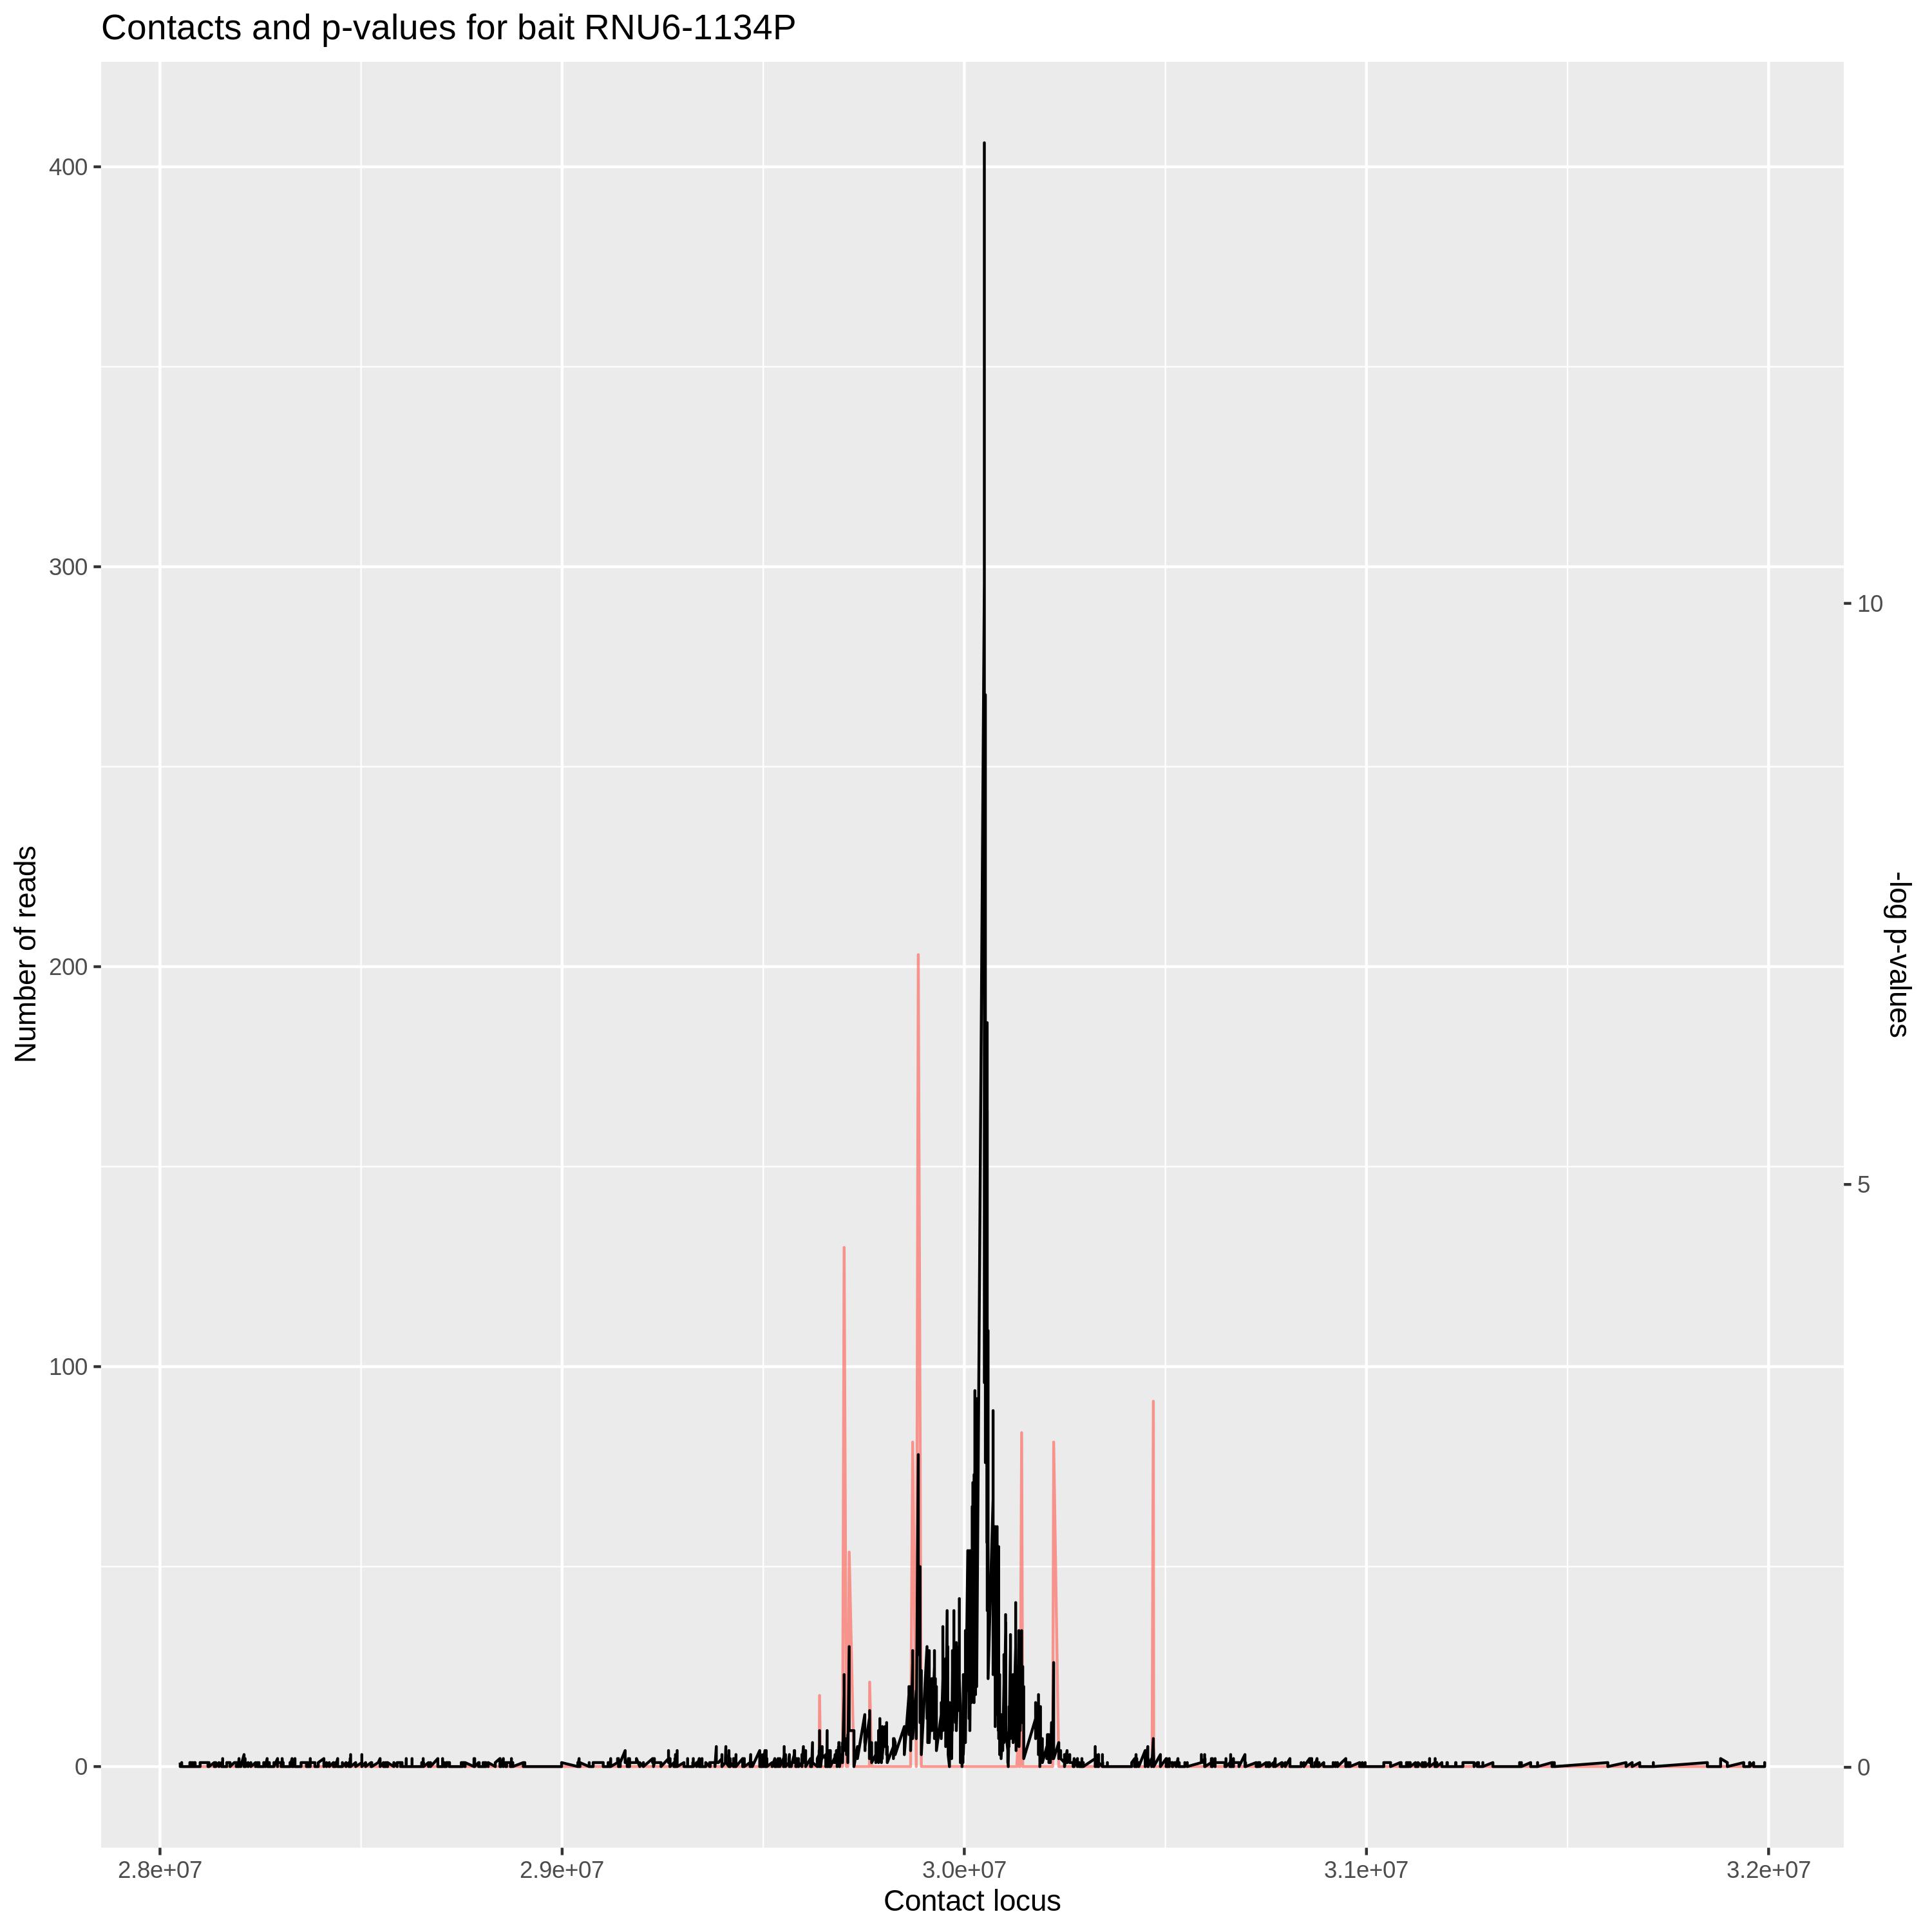 Contacts and p-values for bait RNU6-1134P
400
300
200
100
0
Number of reads
10
5
0
-log p-values
2.8e+07
2.9e+07
3.0e+07
3.1e+07
3.2e+07
Contact locus